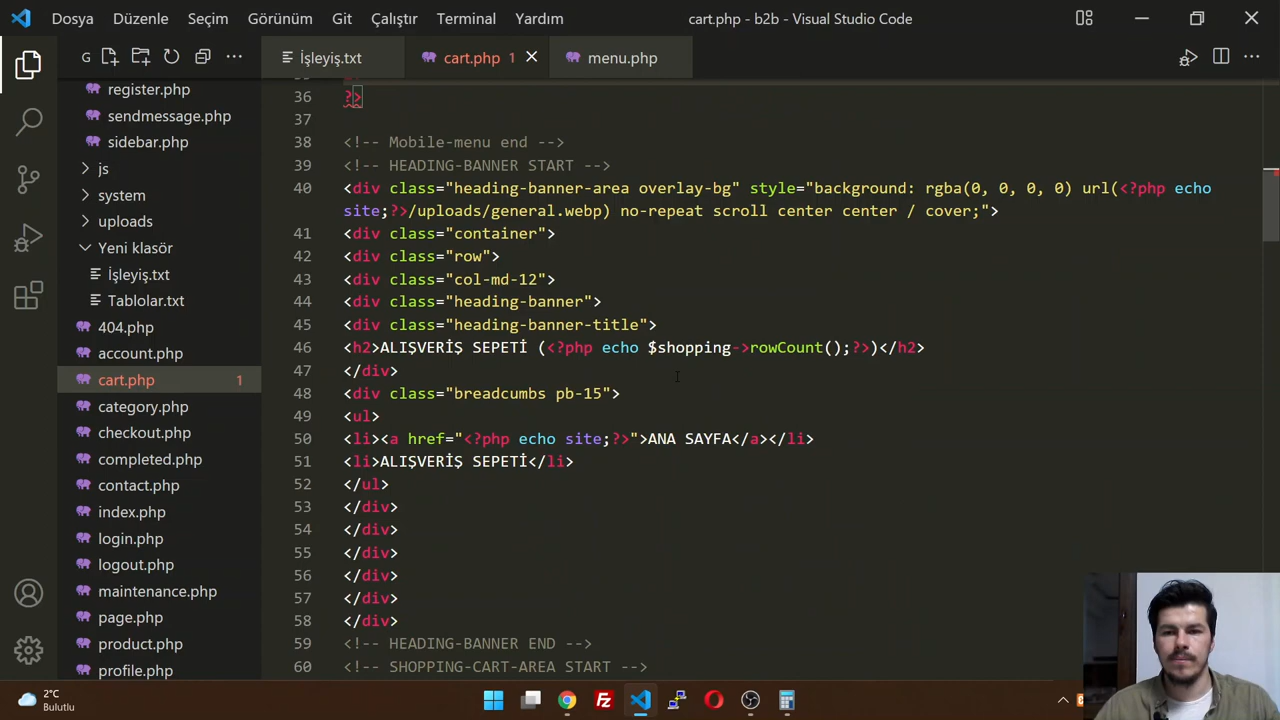 Dosya Düzenle Seçim Görünüm Git Çalıştır Terminal Yardım cart.php - b2b - Visual Studio Code
G İşleyiş.txt cart.php 1 menu.php
register.php
sendmessage.php
sidebar.php
js
system
uploads
Yeni klasör
İşleyiş.txt
Tablolar.txt
404.php
account.php
cart.php 1
category.php
checkout.php
completed.php
contact.php
index.php
login.php
logout.php
maintenance.php
page.php
product.php
profile.php
36 ?>
37
38 <!-- Mobile-menu end -->
39 <!-- HEADING-BANNER START -->
40 <div class="heading-banner-area overlay-bg" style="background: rgba(0, 0, 0, 0) url(<?php echo
site;?>/uploads/general.webp) no-repeat scroll center center / cover;">
41 <div class="container">
42 <div class="row">
43 <div class="col-md-12">
44 <div class="heading-banner">
45 <div class="heading-banner-title">
46 <h2>ALIŞVERİŞ SEPETİ (<?php echo $shopping->rowCount();?>)</h2>
47 </div>
48 <div class="breadcumbs pb-15">
49 <ul>
50 <li><a href="<?php echo site;?>">ANA SAYFA</a></li>
51 <li>ALIŞVERİŞ SEPETİ</li>
52 </ul>
53 </div>
54 </div>
55 </div>
56 </div>
57 </div>
58 </div>
59 <!-- HEADING-BANNER END -->
60 <!-- SHOPPING-CART-AREA START -->
2°C
Bulutlu